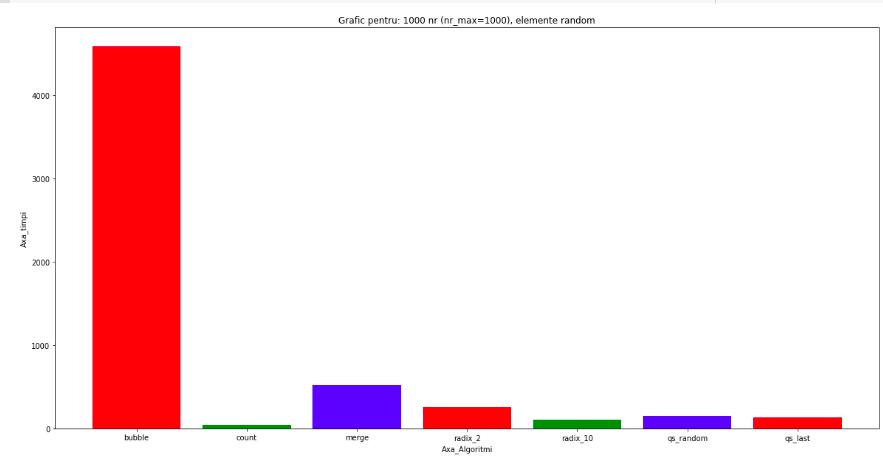 Grafic pentru: 1000 nr (nr_max=1000), elemente random
4000
3000
2000
1000
0
Axa_timpi
bubble count merge radix_2 radix_10 qs_random qs_last
Axa_Algoritmi